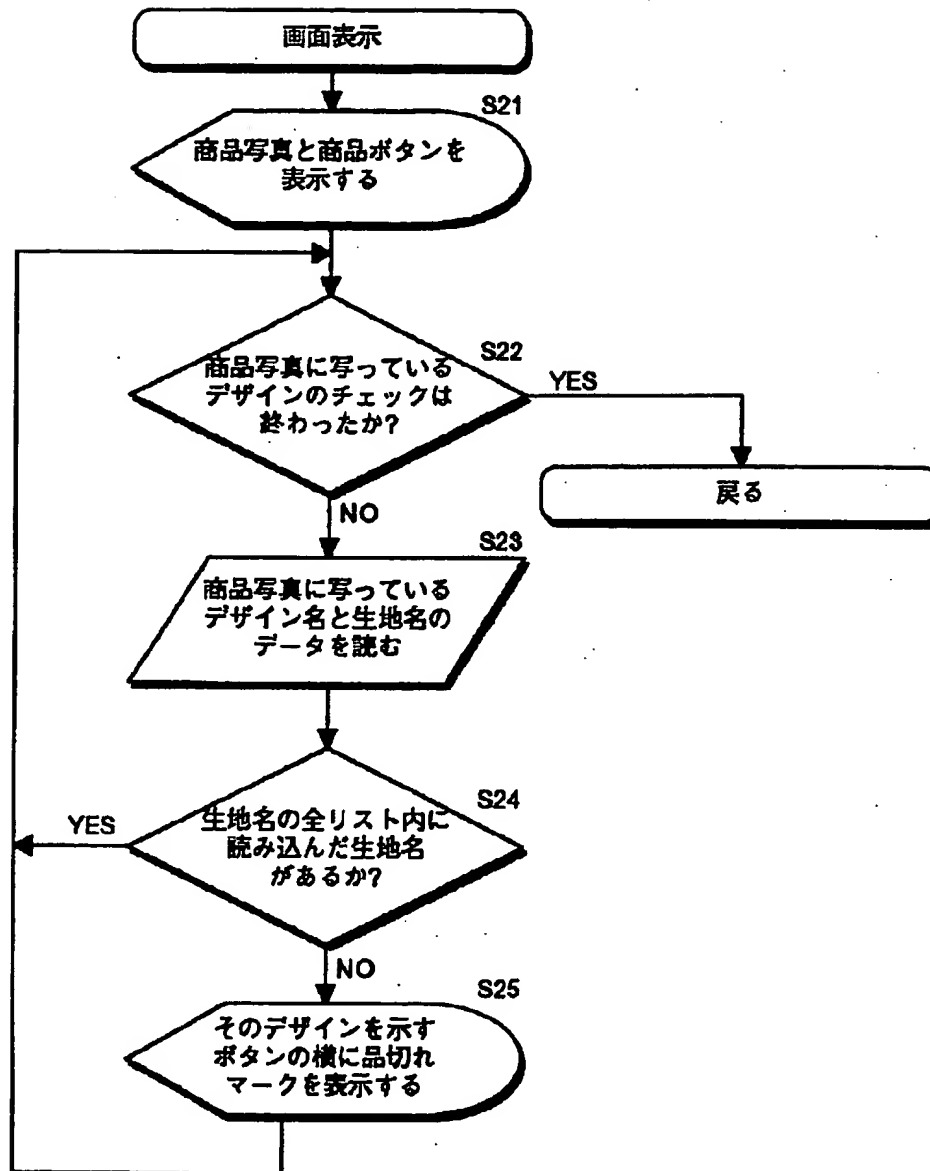 画面表示
S21
商品写真と商品ボタンを
表示する
S22
商品写真に写っている
デザインのチェックは
終わったか?
YES
戻る
NO
S23
商品写真に写っている
デザイン名と生地名の
データを読む
S24
YES
生地名の全リスト内に
読み込んだ生地名
があるか?
NO
S25
そのデザインを示す
ボタンの横に品切れ
マークを表示する